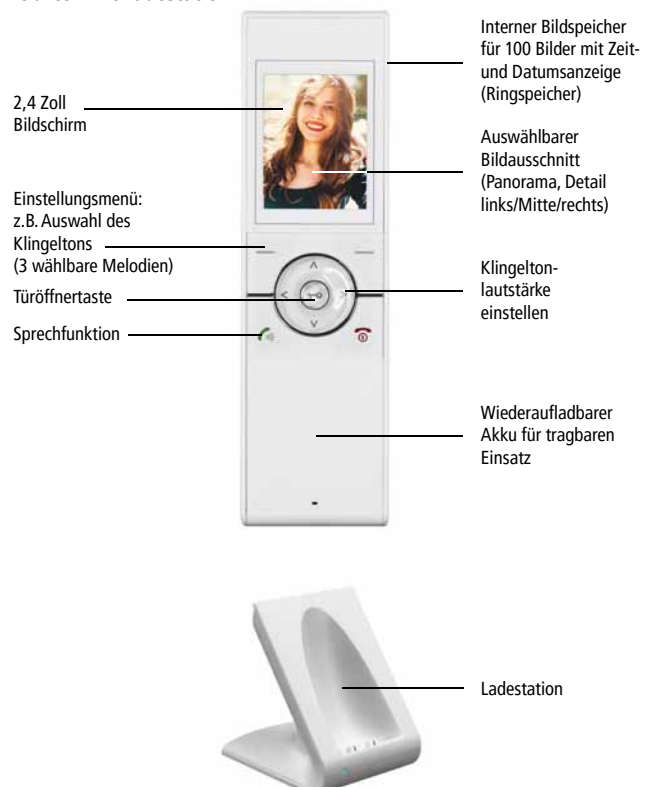 Interner Bildspeicher
für 100 Bilder mit Zeit-
und Datumsanzeige
(Ringspeicher)
2,4 Zoll
Bildschirm
Auswählbarer
Bildausschnitt
(Panorama, Detail
links/Mitte/rechts)
Einstellungsmenü:
z.B. Auswahl des
Klingeltons
(3 wählbare Melodien)
Türöffnertaste
Sprechfunktion
Klingelton-
lautstärke
einstellen
Wiederaufladbarer
Akku für tragbaren
Einsatz
Ladestation